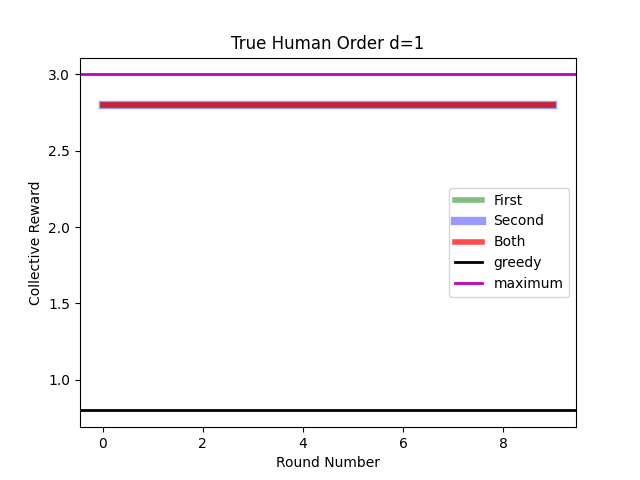 True Human Order d=1
3.0
2.5
2.0
1.5
1.0
Collective Reward
First
Second
Both
greedy
maximum
0 2 4 6 8
Round Number